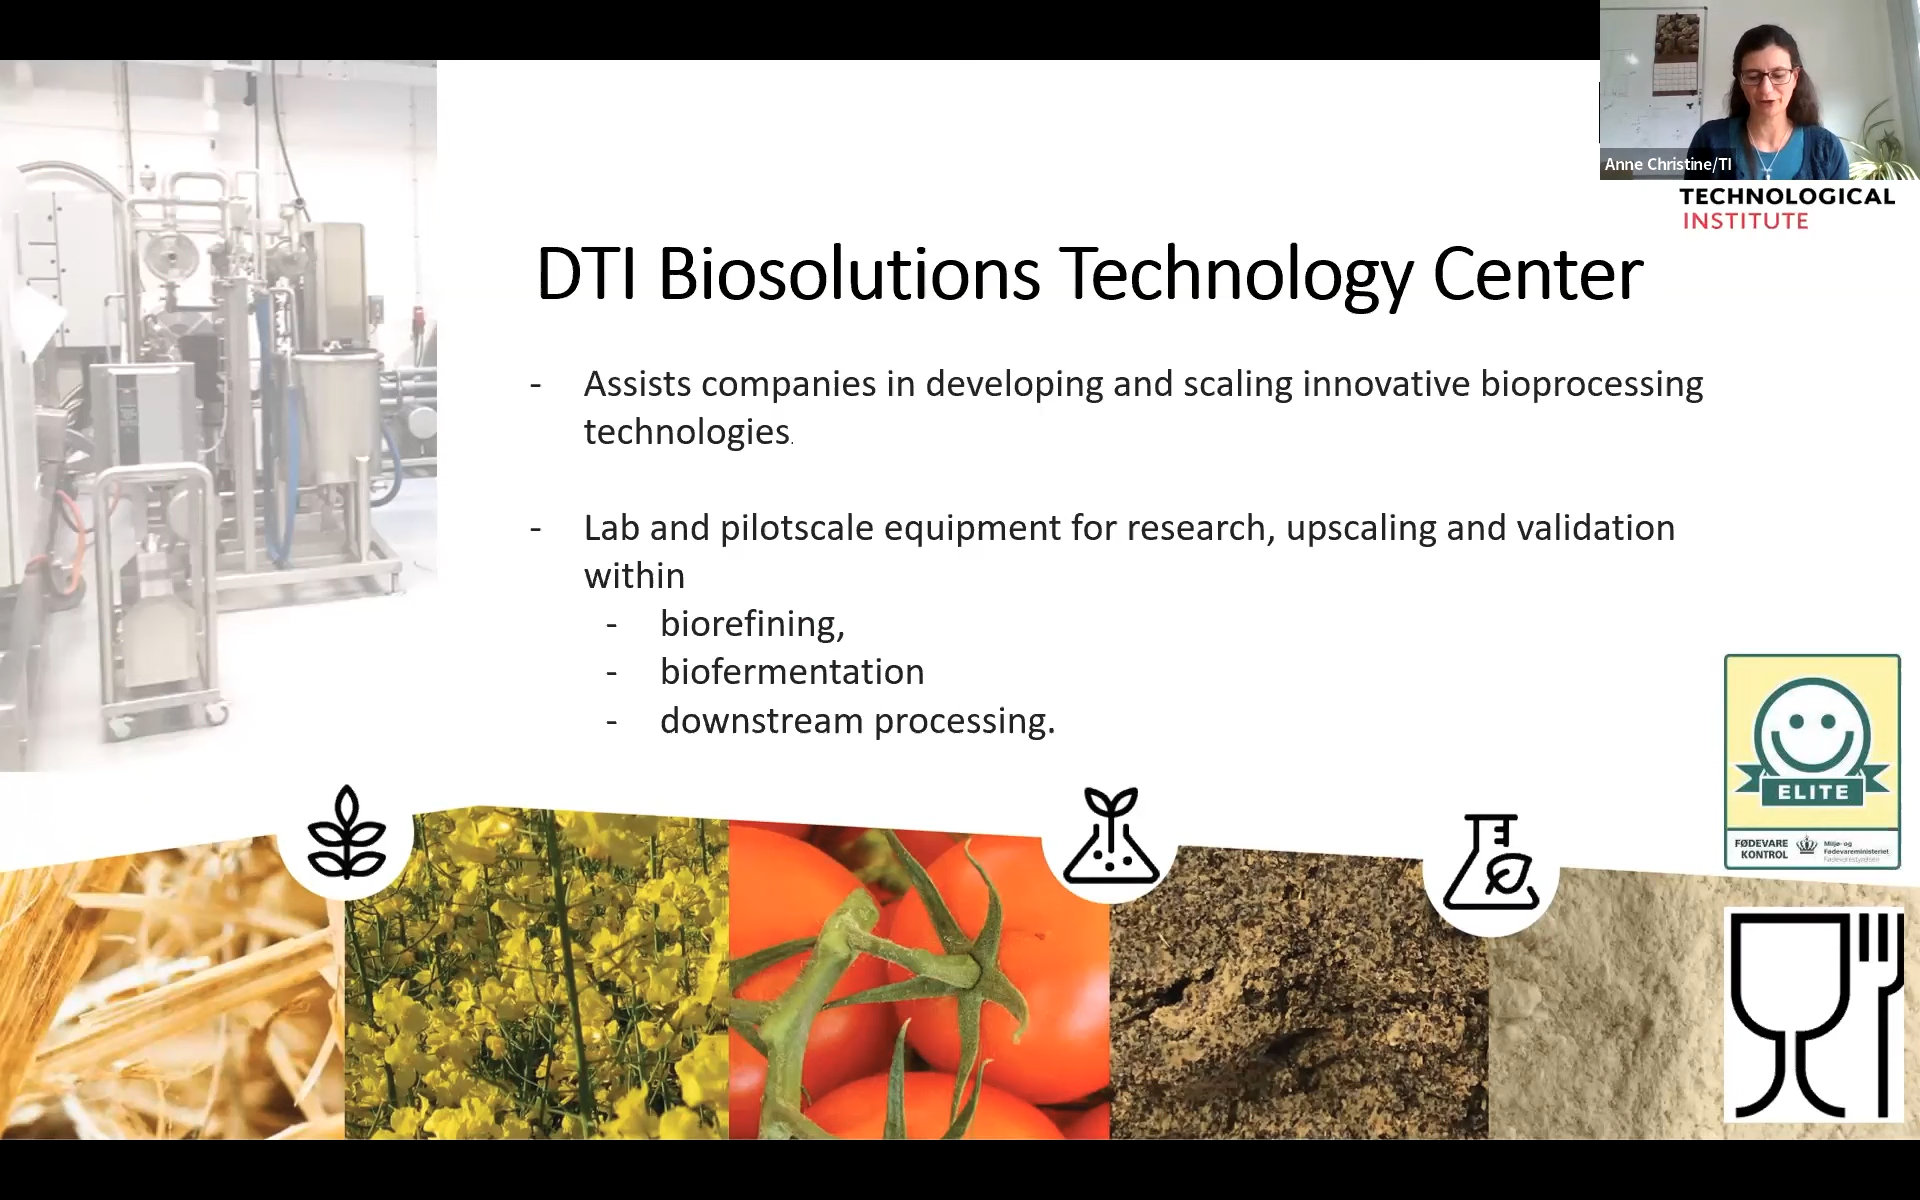 Anne Christine/TI
TECHNOLOGICAL
INSTITUTE
DTI Biosolutions Technology Center
- Assists companies in developing and scaling innovative bioprocessing
technologies.
- Lab and pilotscale equipment for research, upscaling and validation
within
- biorefining,
- biofermentation
- downstream processing.
ELITE
FØDEVARE
KONTROL
Miljø- og
Fødevareministeriet
Fødevarestyrelsen